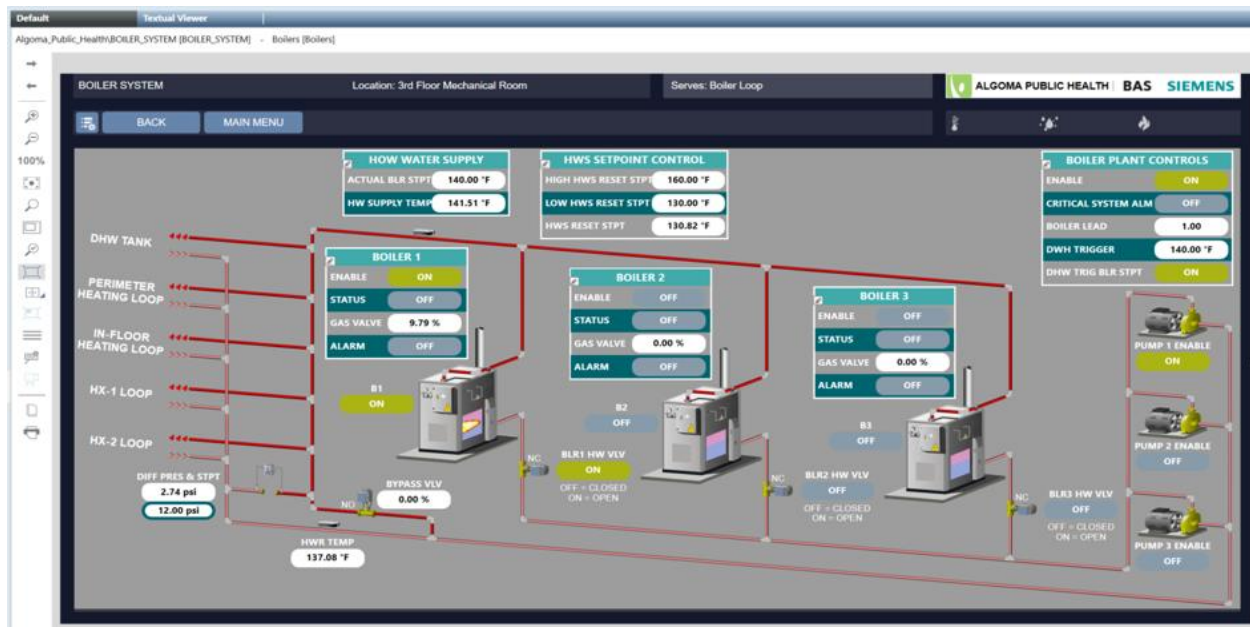 Default Textual Viewer
Algoma_Public_Health\BOILER_SYSTEM [BOILER_SYSTEM] - Boilers [Boilers]
BOILER SYSTEM Location: 3rd Floor Mechanical Room Serves: Boiler Loop ALGOMA PUBLIC HEALTH | BAS SIEMENS
BACK MAIN MENU
100%
HOW WATER SUPPLY
ACTUAL BLR STPT 140.00 °F
HW SUPPLY TEMP 141.51 °F
HWS SETPOINT CONTROL
HIGH HWS RESET STPT 160.00 °F
LOW HWS RESET STPT 130.00 °F
HWS RESET STPT 130.82 °F
BOILER PLANT CONTROLS
ENABLE ON
CRITICAL SYSTEM ALM OFF
BOILER LEAD 1.00
DWH TRIGGER 140.00 °F
DHW TRIG BLR STPT ON
DHW TANK
PERIMETER
HEATING LOOP
IN-FLOOR
HEATING LOOP
HX-1 LOOP
HX-2 LOOP
BOILER 1
ENABLE ON
STATUS OFF
GAS VALVE 9.79 %
ALARM OFF
BOILER 2
ENABLE OFF
STATUS OFF
GAS VALVE 0.00 %
ALARM OFF
BOILER 3
ENABLE OFF
STATUS OFF
GAS VALVE 0.00 %
ALARM OFF
B1
ON
B2
OFF
B3
OFF
PUMP 1 ENABLE
ON
PUMP 2 ENABLE
OFF
PUMP 3 ENABLE
OFF
NC
BLR1 HW VLV
ON
OFF = CLOSED
ON = OPEN
NC
BLR2 HW VLV
OFF
OFF = CLOSED
ON = OPEN
NC
BLR3 HW VLV
OFF
OFF = CLOSED
ON = OPEN
DIFF PRES & STPT
2.74 psi
12.00 psi
NO
BYPASS VLV
0.00 %
HWR TEMP
137.08 °F